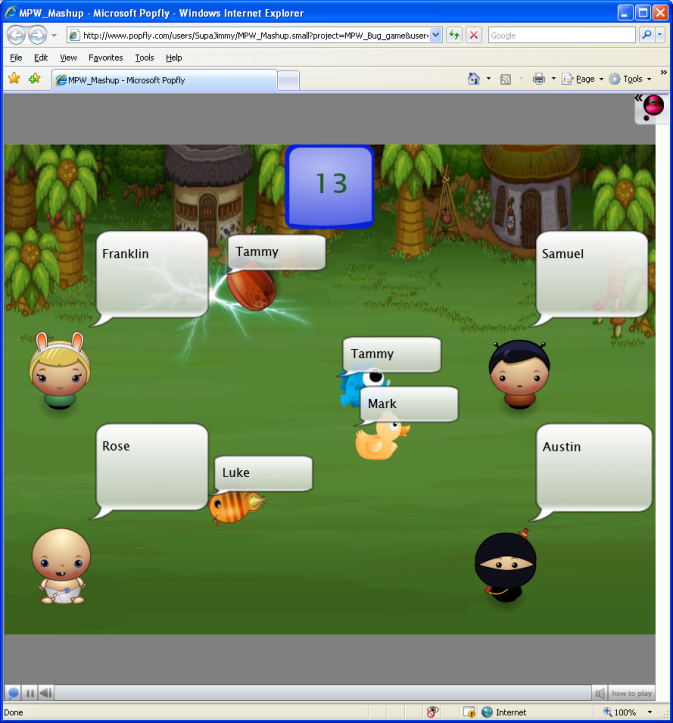 MPW_Mashup - Microsoft Popfly - Windows Internet Explorer
http://www.popfly.com/users/SupaJimmy/MPW_Mashup.small?project=MPW_Bug_game&user=
Google
File Edit View Favorites Tools Help
MPW_Mashup - Microsoft Popfly
Page Tools
13
Franklin
Tammy
Samuel
Tammy
Mark
Rose
Luke
Austin
how to play
Done
Internet
100%